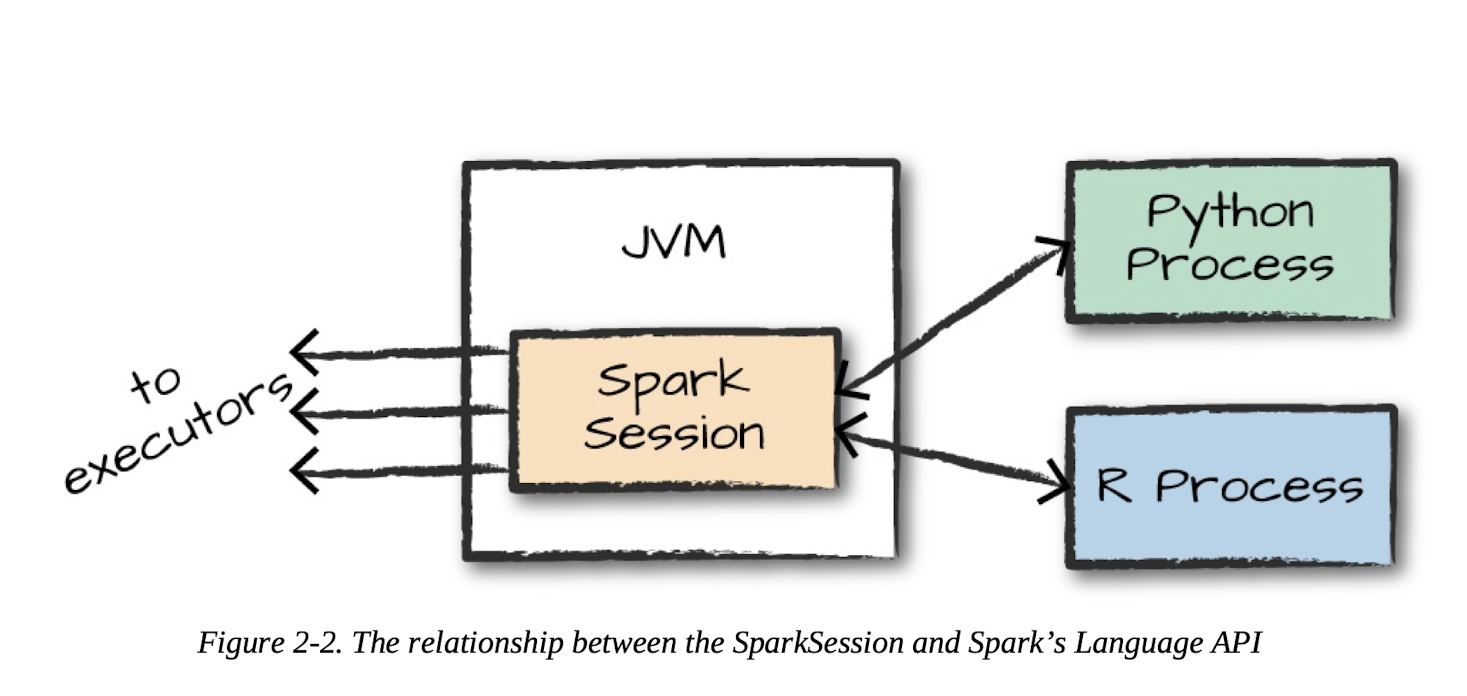 JVM
Python
Process
Spark
Session
to
executors
R Process
Figure 2-2. The relationship between the SparkSession and Spark’s Language API